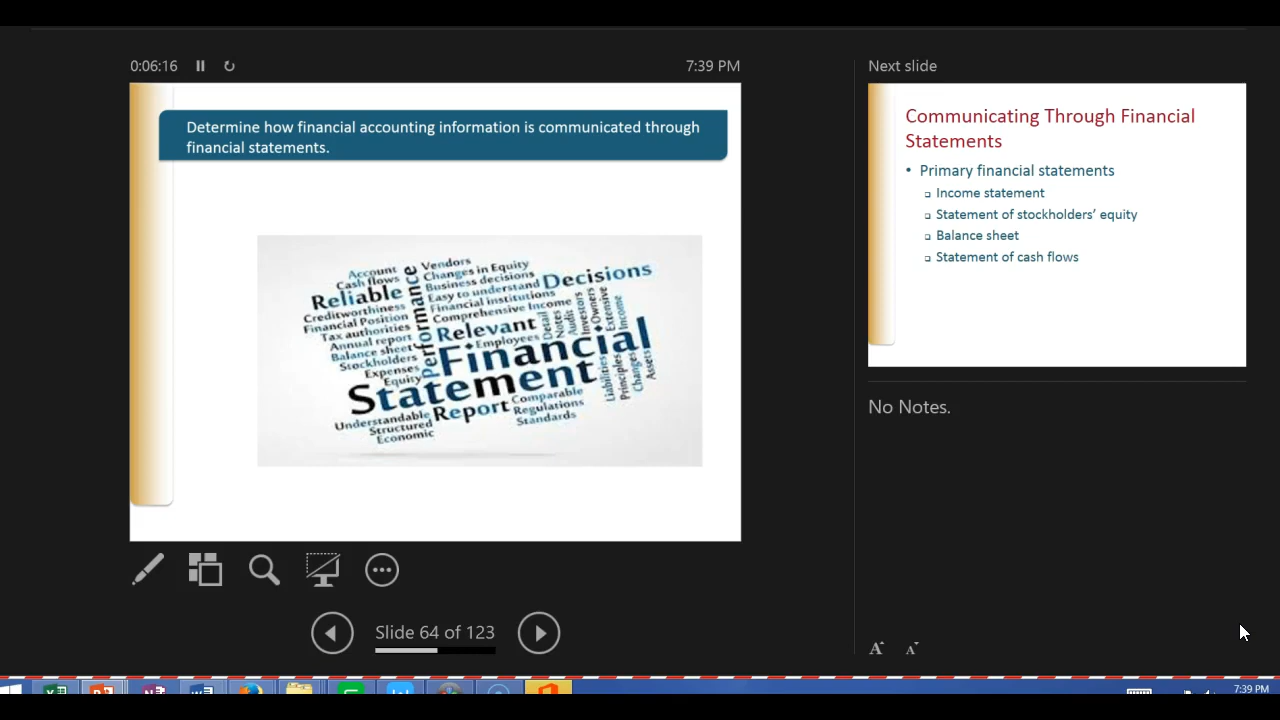 0:06:16
7:39 PM
Next slide
Determine how financial accounting information is communicated through
financial statements.
Account
Cash flows
Reliable
Creditworthiness
Financial Position
Tax authorities
Annual report
Balance sheet
Stockholders
Expenses
Equity
Performance
Vendors
Changes in Equity
Business decisions
Easy to understand
Financial institutions
Comprehensive Income
Decisions
Relevant
Employees
Detail
Notes
Audit
Investors
Owners
Extensive
Income
Financial
Statement
Liabilities
Principles
Changes
Assets
Report
Comparable
Regulations
Standards
Understandable
Structured
Economic
Communicating Through Financial
Statements
• Primary financial statements
Income statement
Statement of stockholders’ equity
Balance sheet
Statement of cash flows
No Notes.
Slide 64 of 123
A A
7:39 PM